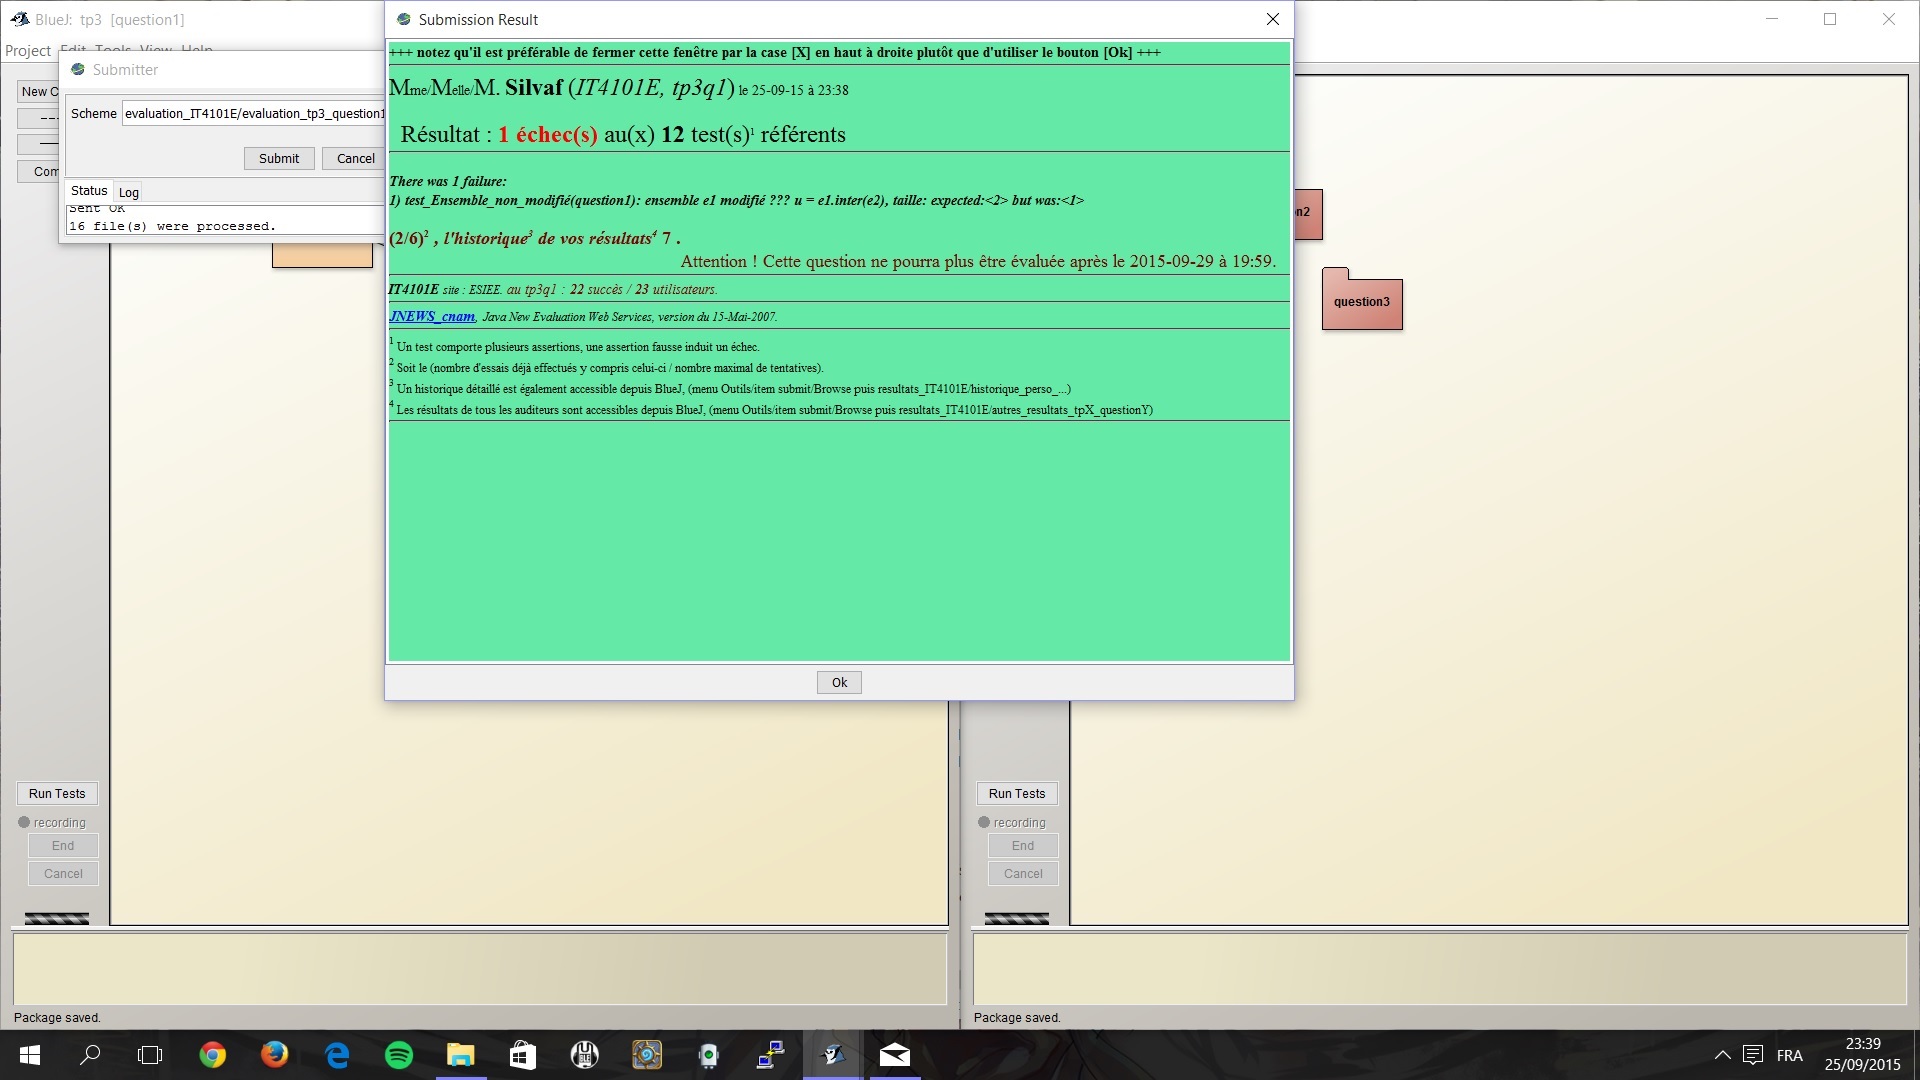 BlueJ: tp3 [question1]
Project Edit Tools View Help
Submitter
Scheme evaluation_IT4101E/evaluation_tp3_question1
Submit Cancel
Status Log
Sent OK
16 file(s) were processed.
Submission Result
+++ notez qu'il est préférable de fermer cette fenêtre par la case [X] en haut à droite plutôt que d'utiliser le bouton [Ok] +++
Mme/Melle/M. Silvaf (IT4101E, tp3q1) le 25-09-15 à 23:38
Résultat : 1 échec(s) au(x) 12 test(s)1 référents
There was 1 failure:
1) test_Ensemble_non_modifié(question1): ensemble e1 modifié ??? u = e1.inter(e2), taille: expected:<2> but was:<1>
(2/6)2 , l'historique3 de vos résultats4 7 .
Attention ! Cette question ne pourra plus être évaluée après le 2015-09-29 à 19:59.
IT4101E site : ESIEE. au tp3q1 : 22 succès / 23 utilisateurs.
JNEWS_cnam, Java New Evaluation Web Services, version du 15-Mai-2007.
1 Un test comporte plusieurs assertions, une assertion fausse induit un échec.
2 Soit le (nombre d'essais déjà effectués y compris celui-ci / nombre maximal de tentatives).
3 Un historique détaillé est également accessible depuis BlueJ, (menu Outils/item submit/Browse puis resultats_IT4101E/historique_perso_...)
4 Les résultats de tous les auditeurs sont accessibles depuis BlueJ, (menu Outils/item submit/Browse puis resultats_IT4101E/autres_resultats_tpX_questionY)
Ok
New C
Com
n2
question3
Run Tests
recording
End
Cancel
Package saved.
Run Tests
recording
End
Cancel
Package saved.
FRA
23:39
25/09/2015